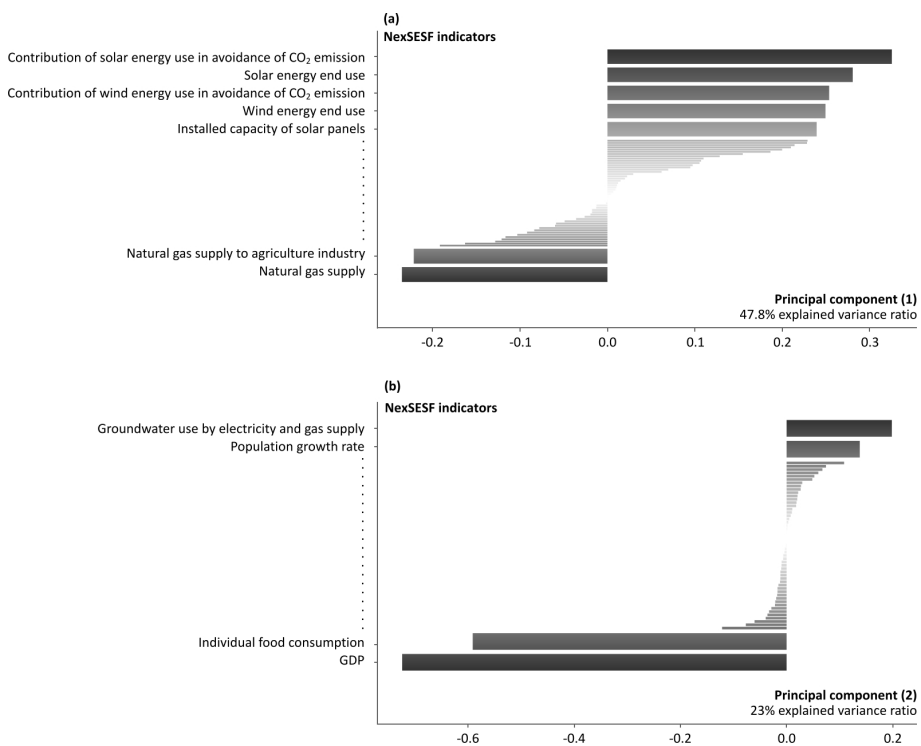 (a)
NexSESF indicators
Contribution of solar energy use in avoidance of CO₂ emission
Solar energy end use
Contribution of wind energy use in avoidance of CO₂ emission
Wind energy end use
Installed capacity of solar panels
Natural gas supply to agriculture industry
Natural gas supply
Principal component (1)
47.8% explained variance ratio
-0.2 -0.1 0.0 0.1 0.2 0.3
(b)
NexSESF indicators
Groundwater use by electricity and gas supply
Population growth rate
Individual food consumption
GDP
Principal component (2)
23% explained variance ratio
-0.6 -0.4 -0.2 0.0 0.2